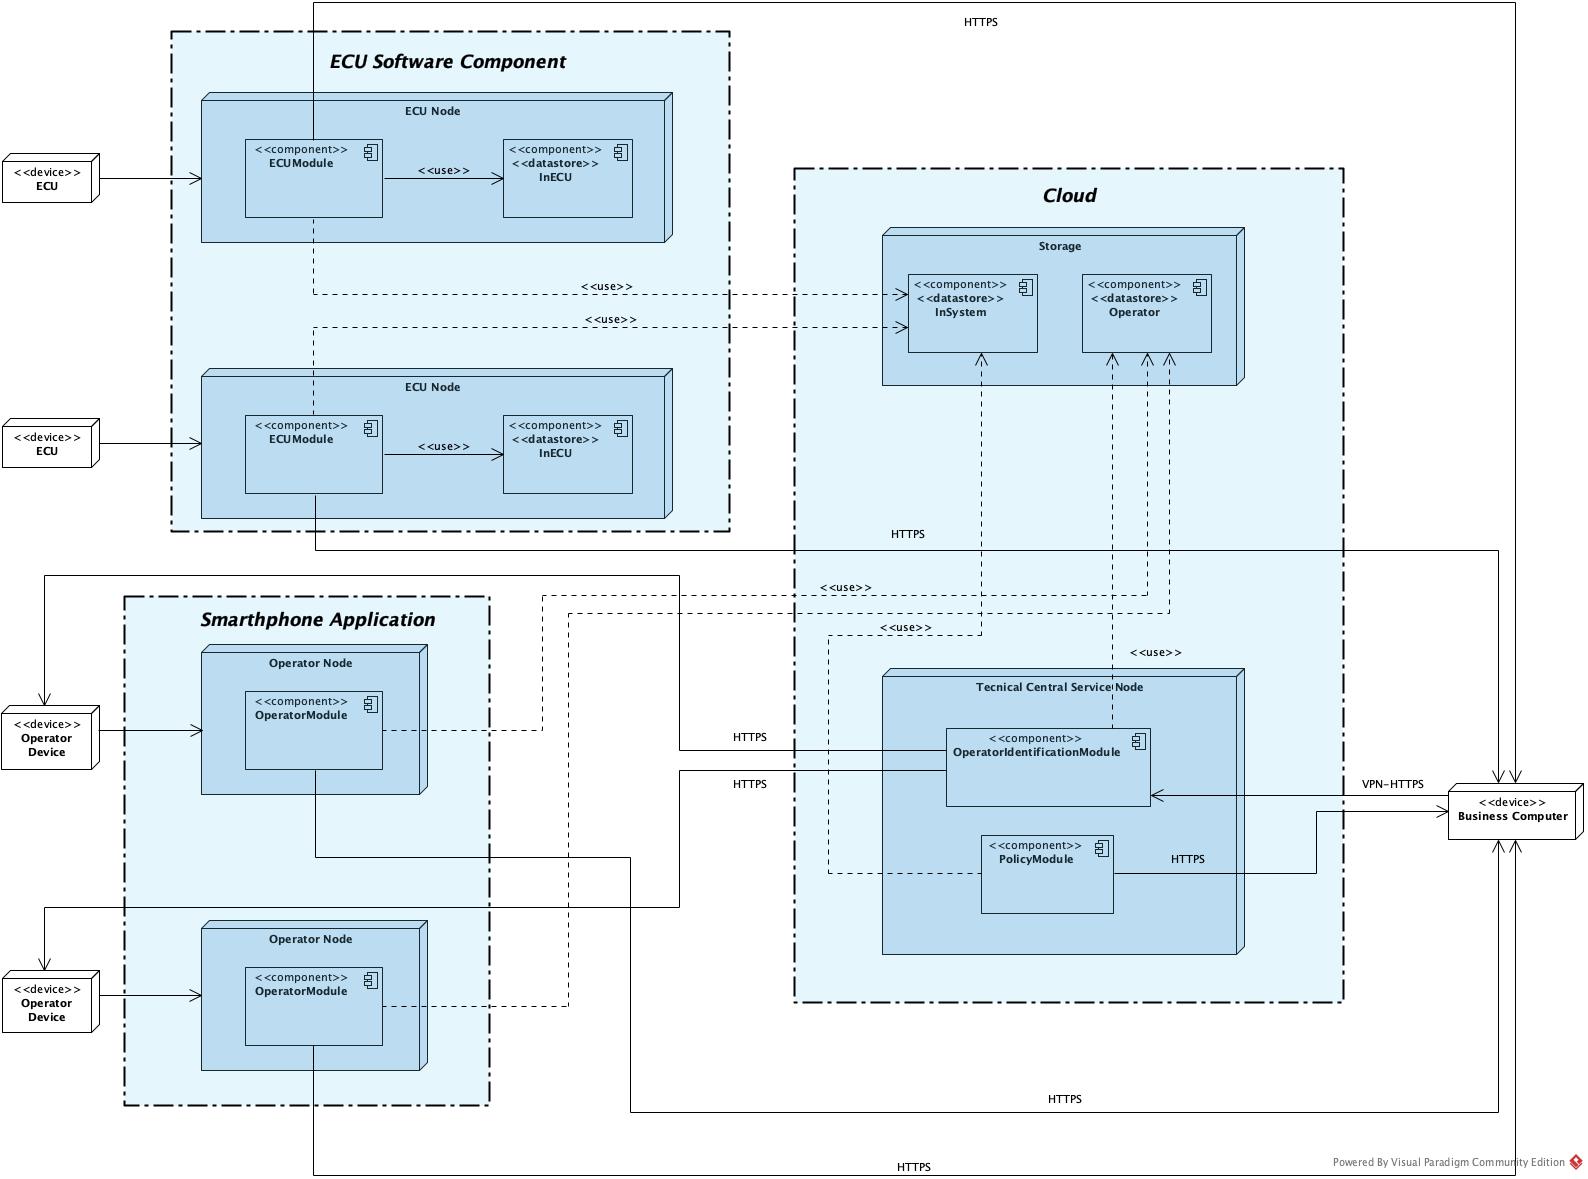 HTTPS
ECU Software Component
ECU Node
<<component>>
ECUModule
<<use>>
<<component>>
<<datastore>>
InECU
<<device>>
ECU
Cloud
Storage
<<component>>
<<datastore>>
InSystem
<<component>>
<<datastore>>
Operator
<<use>>
<<use>>
ECU Node
<<component>>
ECUModule
<<use>>
<<component>>
<<datastore>>
InECU
<<device>>
ECU
HTTPS
<<use>>
<<use>>
<<use>>
Smarthphone Application
Operator Node
<<component>>
OperatorModule
<<device>>
Operator
Device
Tecnical Central Service Node
<<component>>
OperatorIdentificationModule
HTTPS
HTTPS
VPN-HTTPS
<<device>>
Business Computer
<<component>>
PolicyModule
HTTPS
Operator Node
<<component>>
OperatorModule
<<device>>
Operator
Device
HTTPS
HTTPS
Powered By Visual Paradigm Community Edition